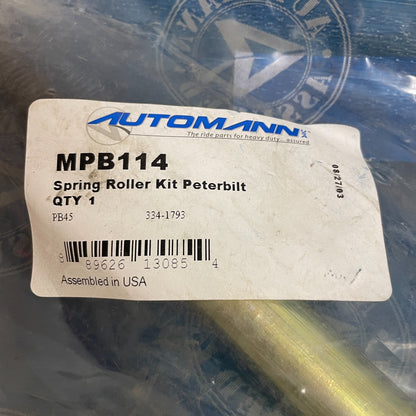 AUTOMANN
The ride parts for heavy duty... assured
MPB114
Spring Roller Kit Peterbilt
QTY 1
PB45 334-1793
08/27/03
8 89626 13085 4
Assembled in USA